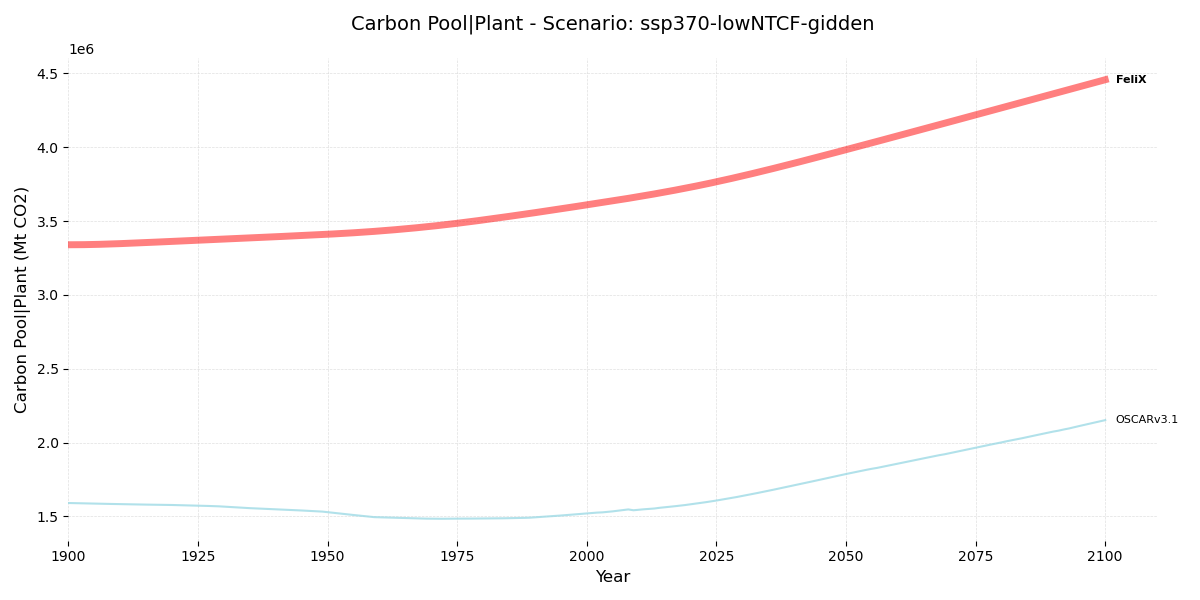 Carbon Pool|Plant - Scenario: ssp370-lowNTCF-gidden
1e6
4.5
4.0
3.5
3.0
2.5
2.0
1.5
Carbon Pool|Plant (Mt CO2)
FeliX
OSCARv3.1
1900 1925 1950 1975 2000 2025 2050 2075 2100
Year